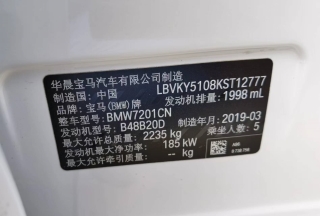 华晨宝马汽车有限公司制造
制造国：中国 LBVKY5108KST12777
品牌：宝马(BMW)牌 发动机排量：1998 mL
整车型号：BMW7201CN
发动机型号：B48B20D 制造年月：2019-03
最大允许总质量：2235 kg 乘坐人数：5
发动机最大净功率：185 kW
最大允许牵引质量：-- kg